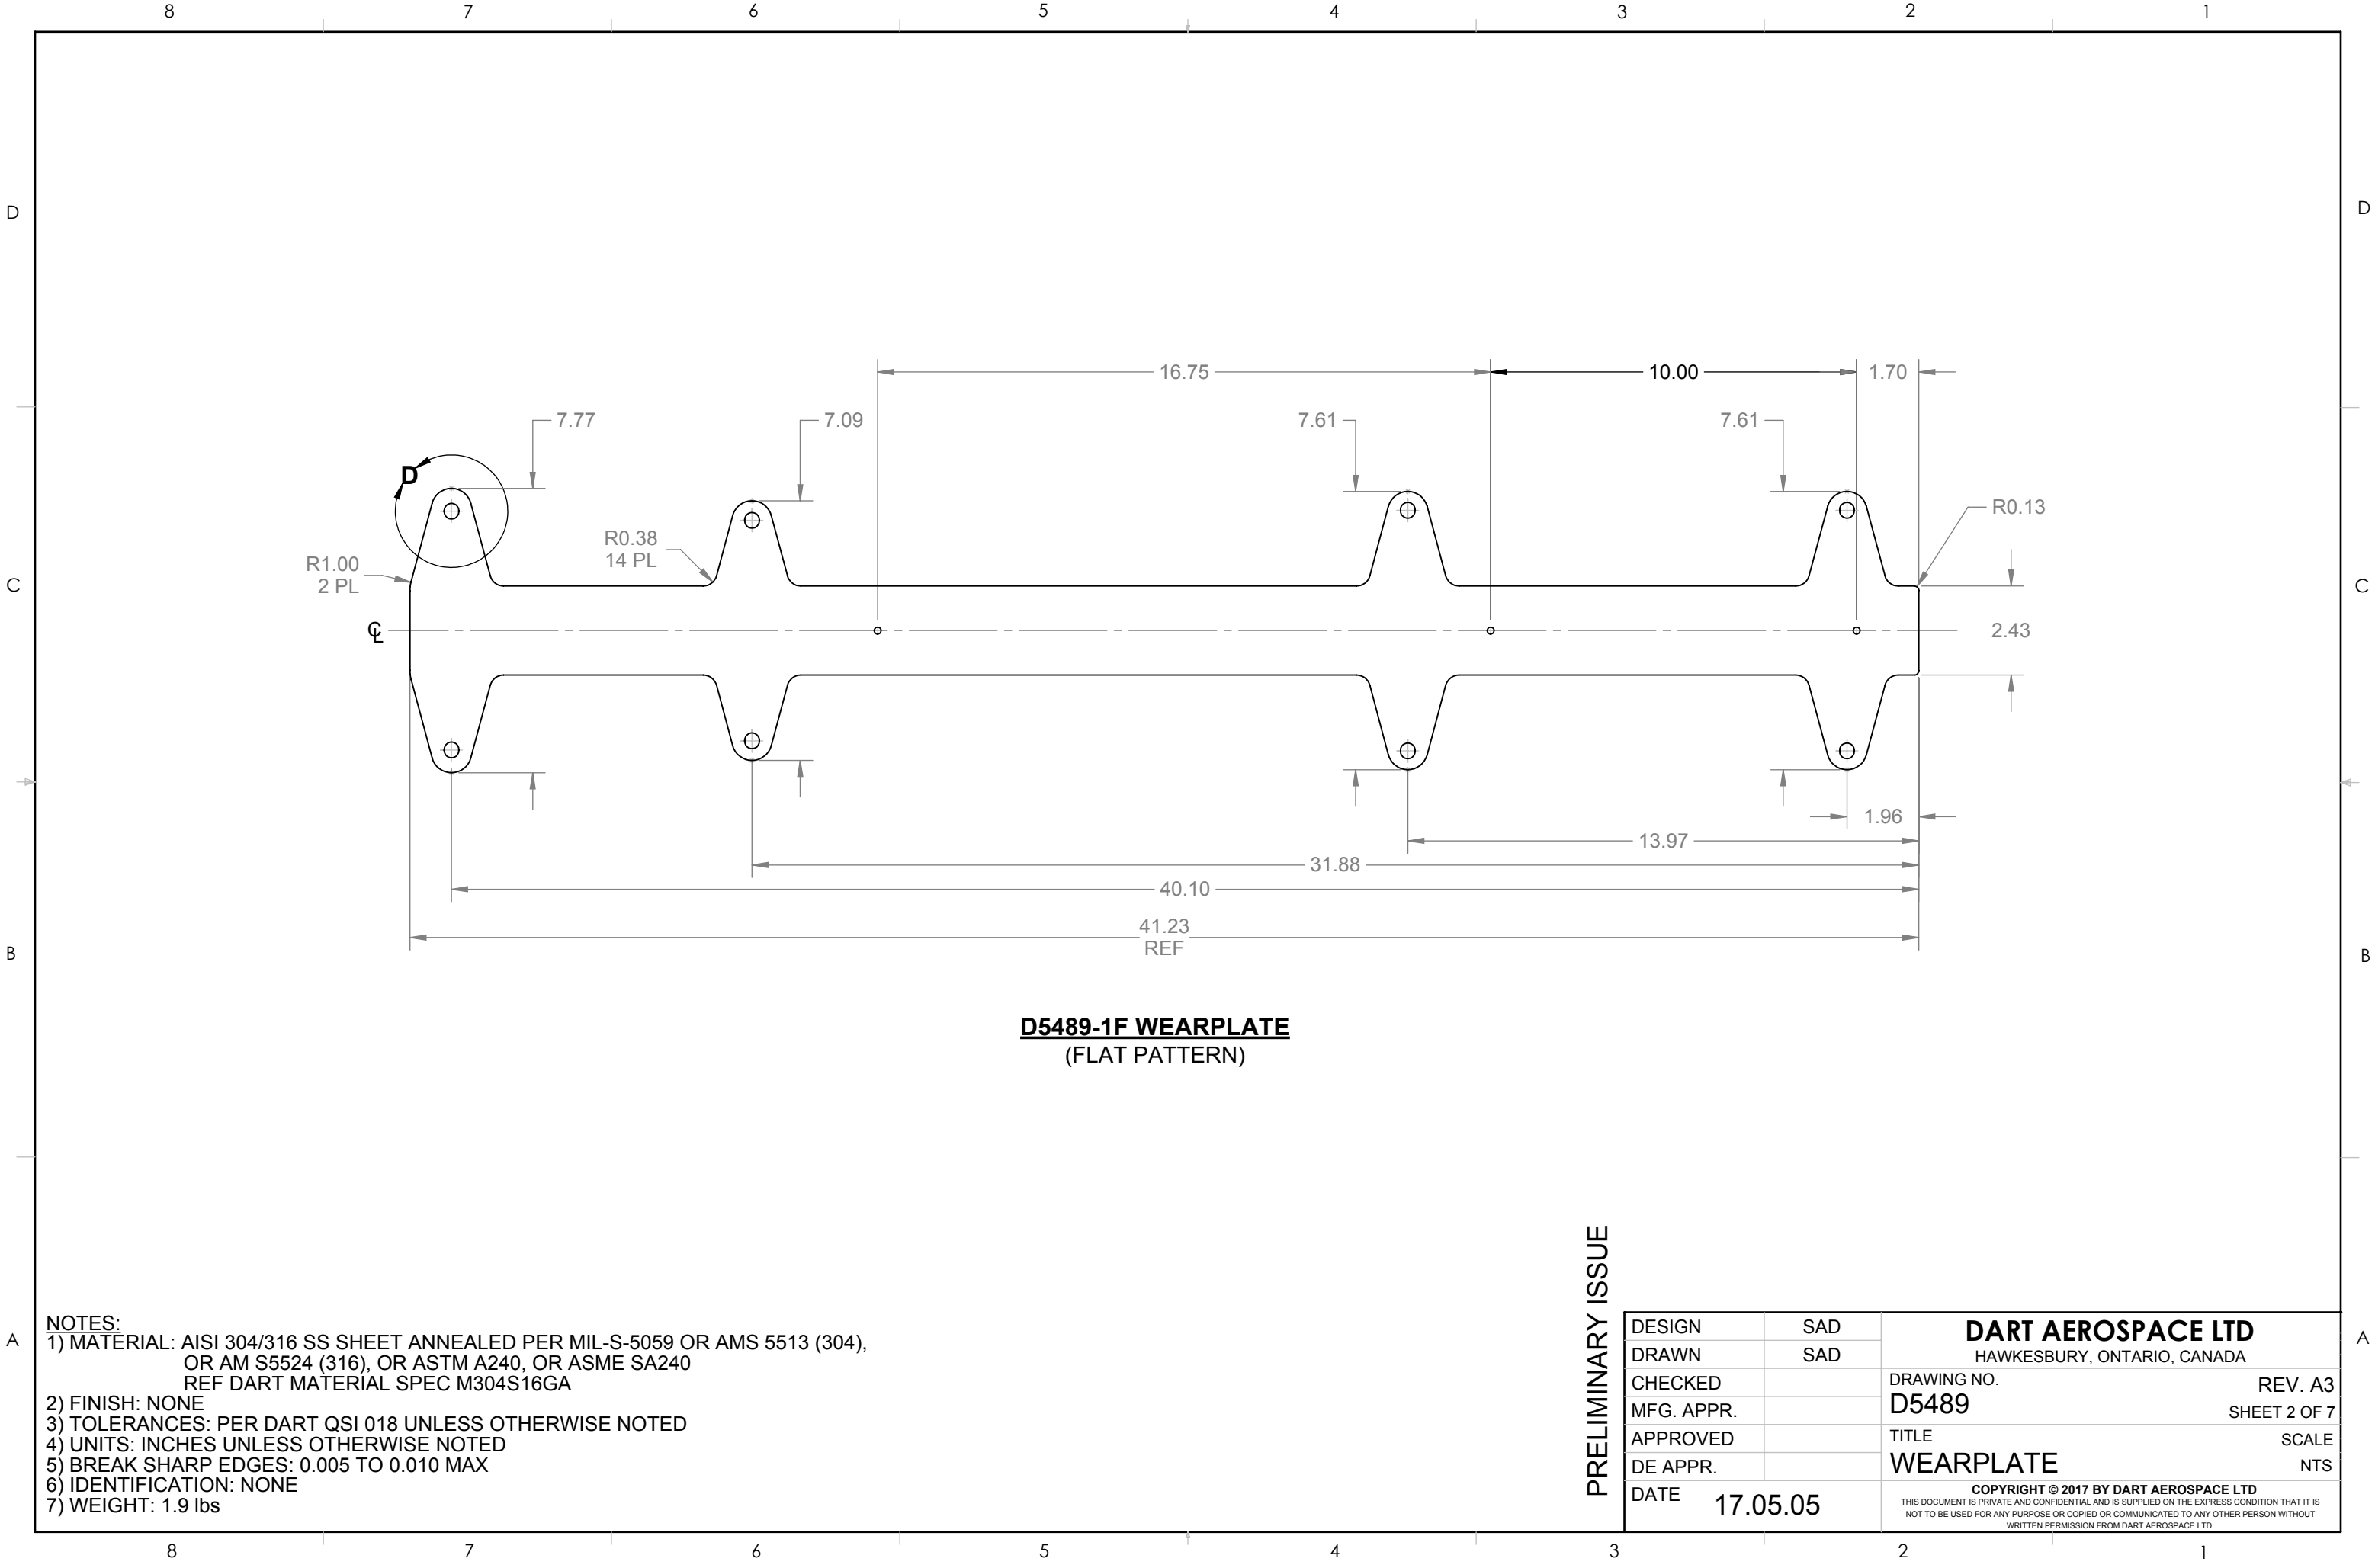 8 7 6 5 4 3 2 1
D D
16.75 10.00 1.70
7.77 7.09 7.61 7.61
D
R0.13
R0.38
14 PL
R1.00
2 PL
C C
℄ 2.43
1.96
13.97
31.88
40.10
41.23
REF
B B
D5489-1F WEARPLATE
(FLAT PATTERN)
PRELIMINARY ISSUE
A A
NOTES:
1) MATERIAL: AISI 304/316 SS SHEET ANNEALED PER MIL-S-5059 OR AMS 5513 (304),
OR AM S5524 (316), OR ASTM A240, OR ASME SA240
REF DART MATERIAL SPEC M304S16GA
2) FINISH: NONE
3) TOLERANCES: PER DART QSI 018 UNLESS OTHERWISE NOTED
4) UNITS: INCHES UNLESS OTHERWISE NOTED
5) BREAK SHARP EDGES: 0.005 TO 0.010 MAX
6) IDENTIFICATION: NONE
7) WEIGHT: 1.9 lbs
DESIGN SAD
DRAWN SAD
CHECKED
MFG. APPR.
APPROVED
DE APPR.
DATE 17.05.05
DART AEROSPACE LTD
HAWKESBURY, ONTARIO, CANADA
DRAWING NO. REV. A3
D5489 SHEET 2 OF 7
TITLE SCALE
WEARPLATE NTS
COPYRIGHT © 2017 BY DART AEROSPACE LTD
THIS DOCUMENT IS PRIVATE AND CONFIDENTIAL AND IS SUPPLIED ON THE EXPRESS CONDITION THAT IT IS
NOT TO BE USED FOR ANY PURPOSE OR COPIED OR COMMUNICATED TO ANY OTHER PERSON WITHOUT
WRITTEN PERMISSION FROM DART AEROSPACE LTD.
8 7 6 5 4 3 2 1